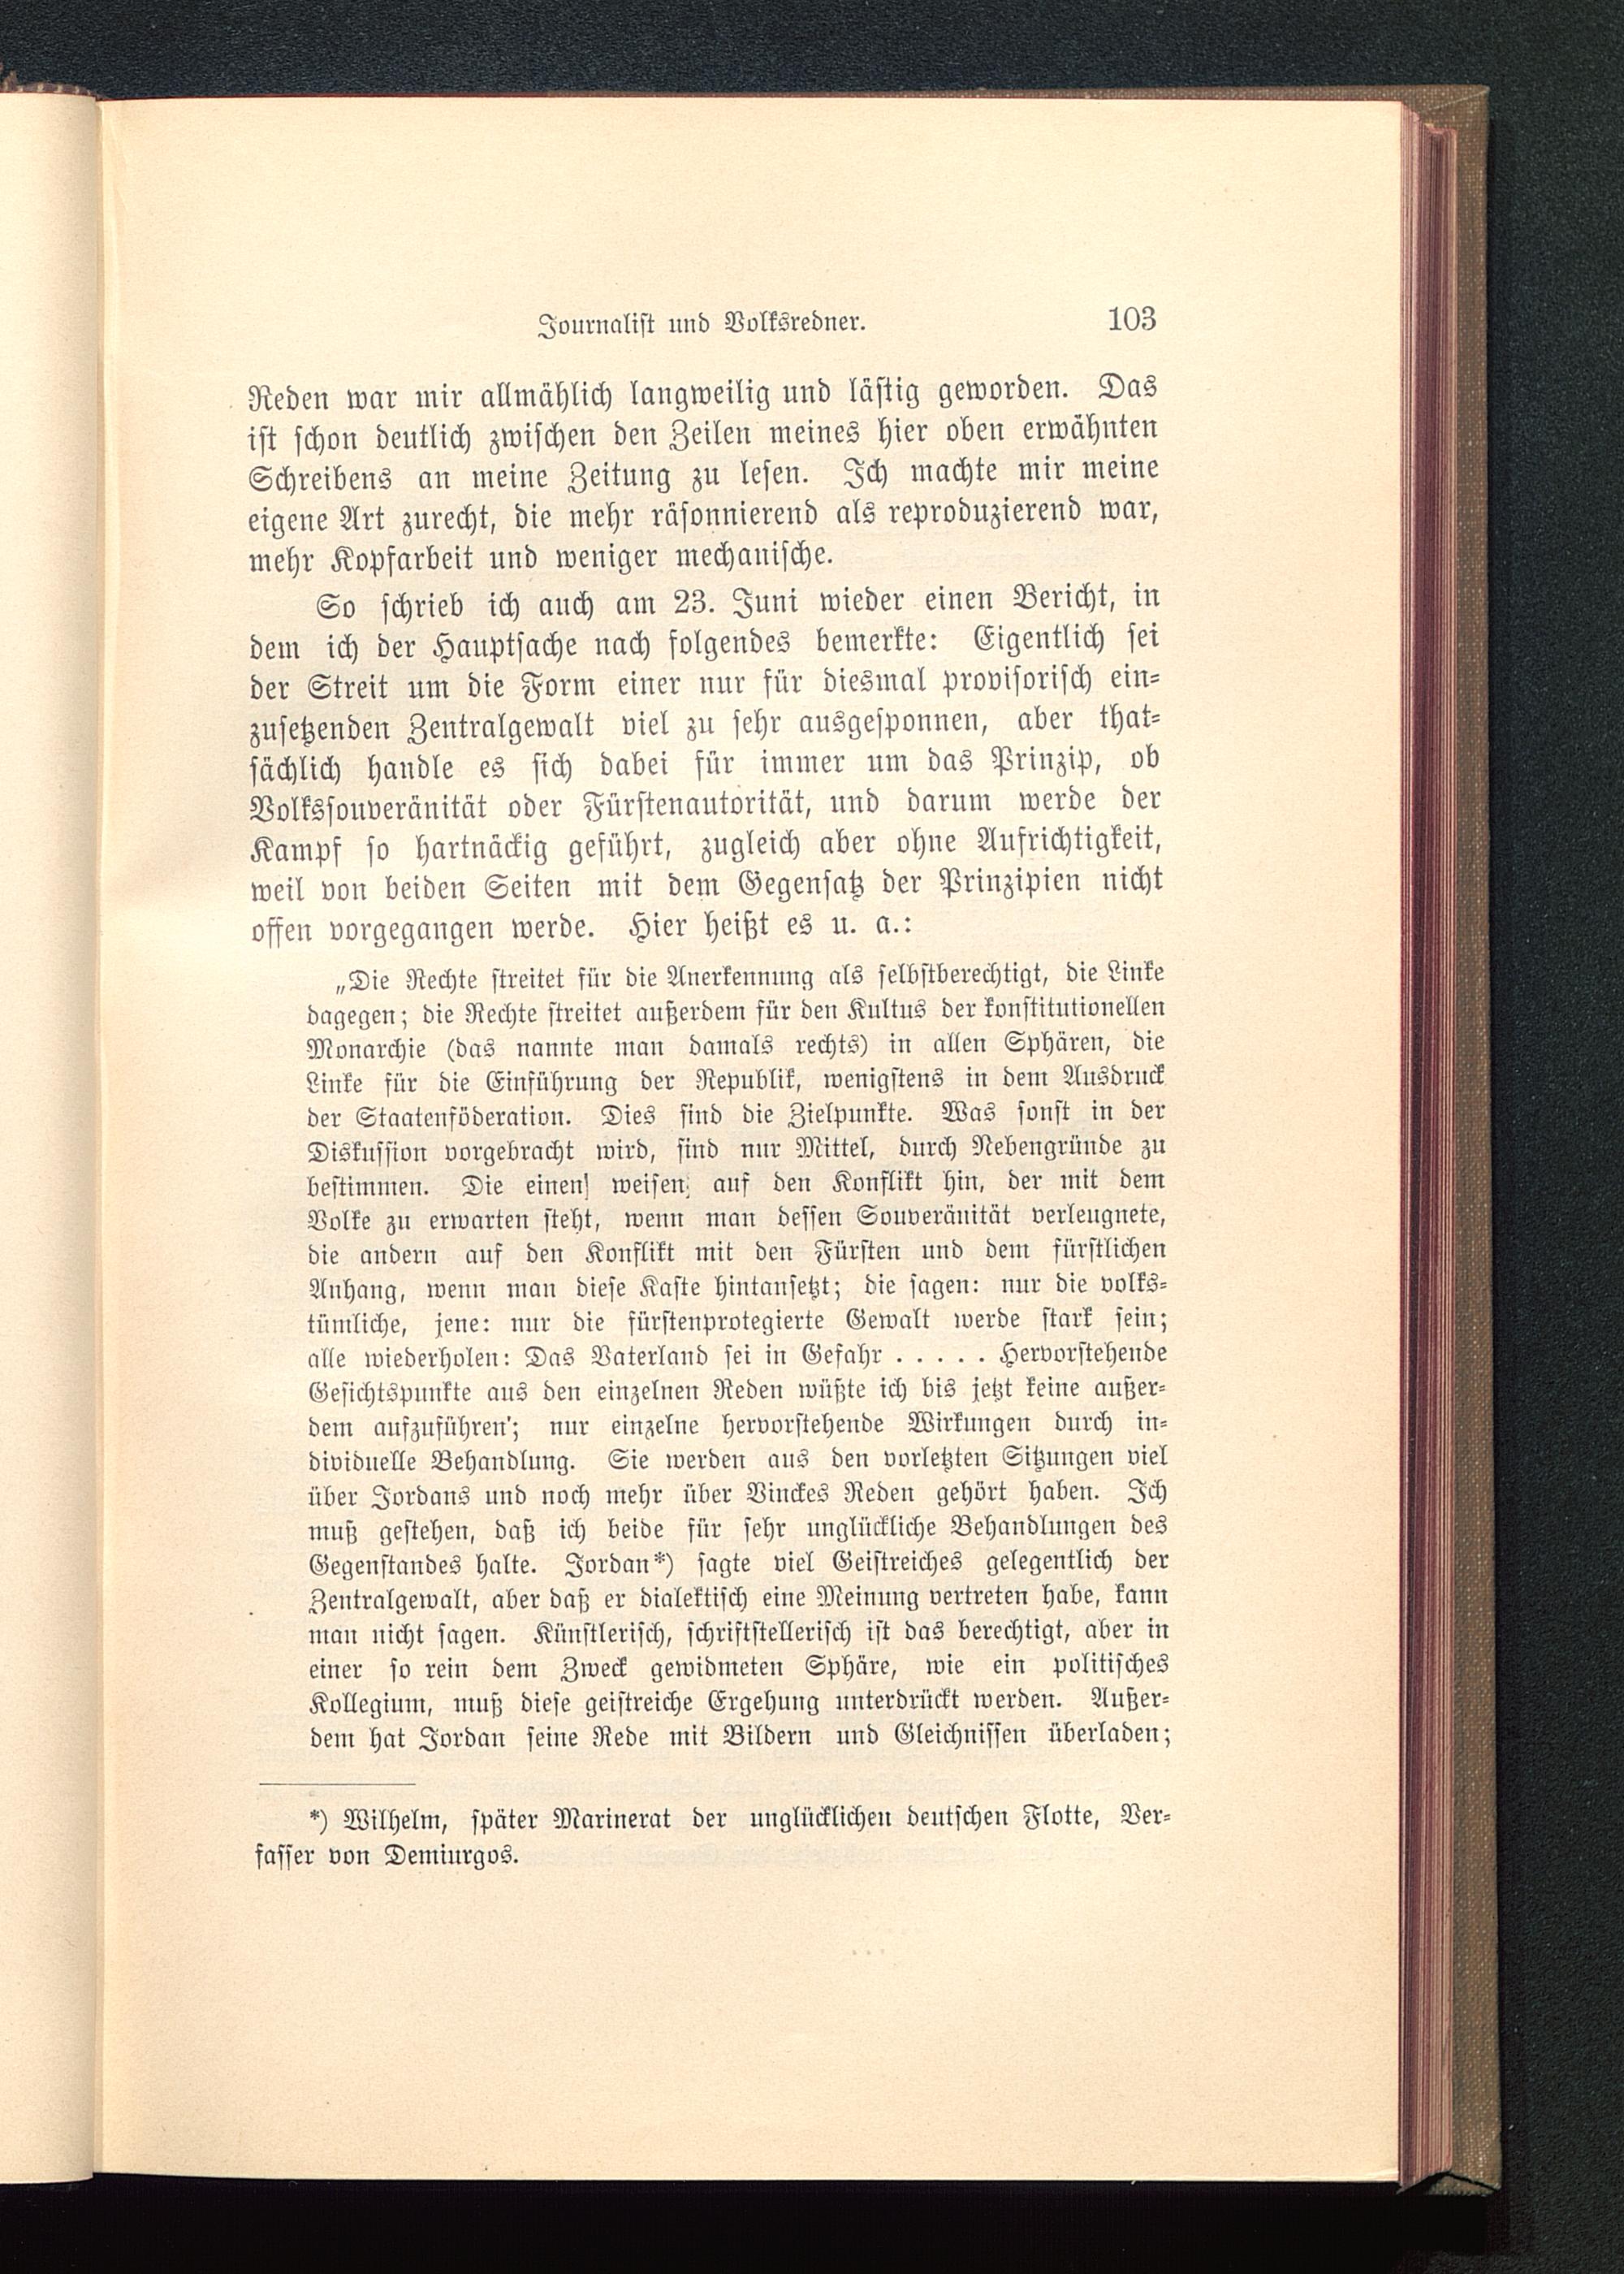 Journalist und Volksredner. 103
Reden war mir allmählich langweilig und lästig geworden. Das
ist schon deutlich zwischen den Zeilen meines hier oben erwähnten
Schreibens an meine Zeitung zu lesen. Ich machte mir meine
eigene Art zurecht, die mehr räsonnierend als reproduzierend war,
mehr Kopfarbeit und weniger mechanische.
So schrieb ich auch am 23. Juni wieder einen Bericht, in
dem ich der Hauptsache nach folgendes bemerkte: Eigentlich sei
der Streit um die Form einer nur für diesmal provisorisch ein-
zusetzenden Zentralgewalt viel zu sehr ausgesponnen, aber that-
sächlich handle es sich dabei für immer um das Prinzip, ob
Volkssouveränität oder Fürstenautorität, und darum werde der
Kampf so hartnäckig geführt, zugleich aber ohne Aufrichtigkeit,
weil von beiden Seiten mit dem Gegensatz der Prinzipien nicht
offen vorgegangen werde. Hier heißt es u. a.:
„Die Rechte streitet für die Anerkennung als selbstberechtigt, die Linke
dagegen; die Rechte streitet außerdem für den Kultus der konstitutionellen
Monarchie (das nannte man damals rechts) in allen Sphären, die
Linke für die Einführung der Republik, wenigstens in dem Ausdruck
der Staatenföderation. Dies sind die Zielpunkte. Was sonst in der
Diskussion vorgebracht wird, sind nur Mittel, durch Nebengründe zu
bestimmen. Die einen weisen auf den Konflikt hin, der mit dem
Volke zu erwarten steht, wenn man dessen Souveränität verleugnete,
die andern auf den Konflikt mit den Fürsten und dem fürstlichen
Anhang, wenn man diese Kaste hintansetzt; die sagen: nur die volks-
tümliche, jene: nur die fürstenprotegierte Gewalt werde stark sein;
alle wiederholen: Das Vaterland sei in Gefahr . . . . . Hervorstehende
Gesichtspunkte aus den einzelnen Reden wüßte ich bis jetzt keine außer-
dem aufzuführen; nur einzelne hervorstehende Wirkungen durch in-
dividuelle Behandlung. Sie werden aus den vorletzten Sitzungen viel
über Jordans und noch mehr über Vinckes Reden gehört haben. Ich
muß gestehen, daß ich beide für sehr unglückliche Behandlungen des
Gegenstandes halte. Jordan*) sagte viel Geistreiches gelegentlich der
Zentralgewalt, aber daß er dialektisch eine Meinung vertreten habe, kann
man nicht sagen. Künstlerisch, schriftstellerisch ist das berechtigt, aber in
einer so rein dem Zweck gewidmeten Sphäre, wie ein politisches
Kollegium, muß diese geistreiche Ergehung unterdrückt werden. Außer-
dem hat Jordan seine Rede mit Bildern und Gleichnissen überladen;
*) Wilhelm, später Marinerat der unglücklichen deutschen Flotte, Ver-
fasser von Demiurgos.